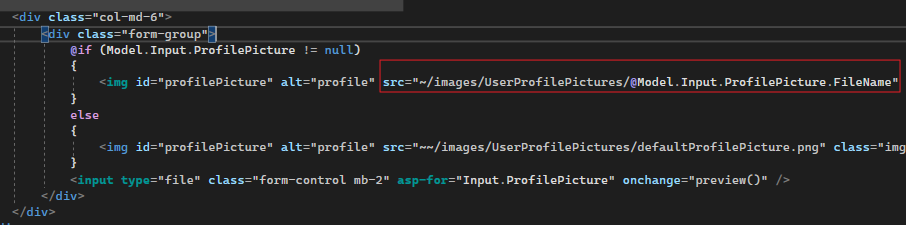 <div class="col-md-6">
<div class="form-group">
@if (Model.Input.ProfilePicture != null)
{
<img id="profilePicture" alt="profile" src="~/images/UserProfilePictures/@Model.Input.ProfilePicture.FileName"
}
else
{
<img id="profilePicture" alt="profile" src="~~/images/UserProfilePictures/defaultProfilePicture.png" class="img
}
<input type="file" class="form-control mb-2" asp-for="Input.ProfilePicture" onchange="preview()" />
</div>
</div>